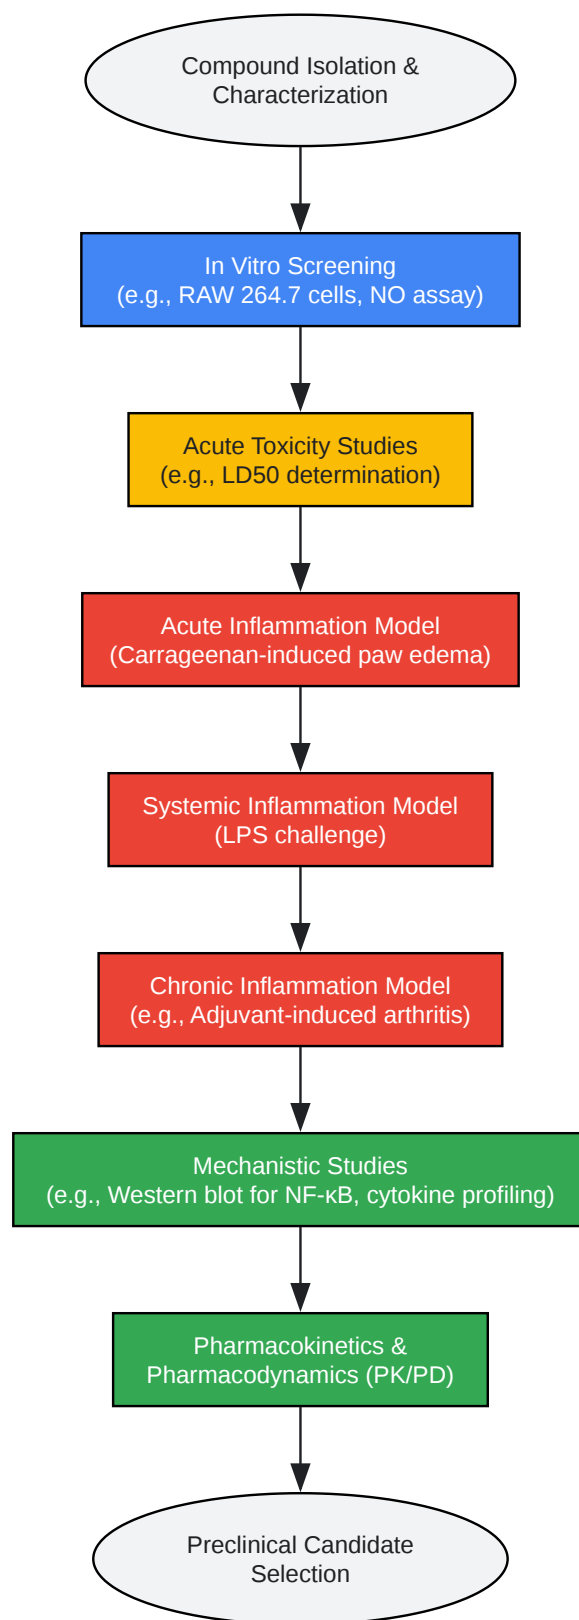 Compound Isolation &
Characterization
In Vitro Screening
(e.g., RAW 264.7 cells, NO assay)
Acute Toxicity Studies
(e.g., LD50 determination)
Acute Inflammation Model
(Carrageenan-induced paw edema)
Systemic Inflammation Model
(LPS challenge)
Chronic Inflammation Model
(e.g., Adjuvant-induced arthritis)
Mechanistic Studies
(e.g., Western blot for NF-κB, cytokine profiling)
Pharmacokinetics &
Pharmacodynamics (PK/PD)
Preclinical Candidate
Selection